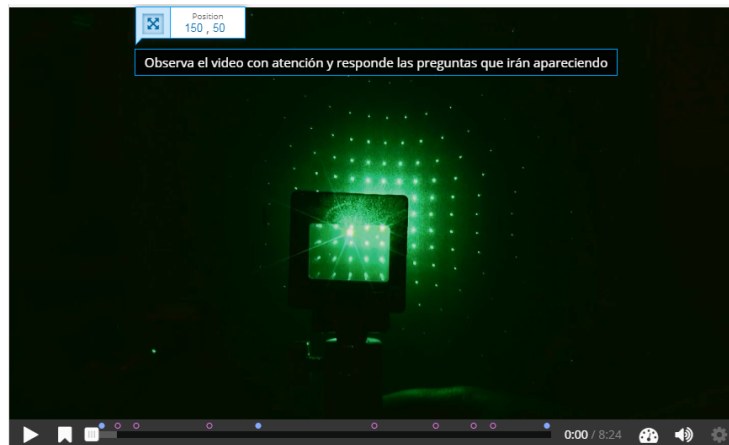 Position
150 , 50
Observa el video con atención y responde las preguntas que irán apareciendo
0:00 / 8:24